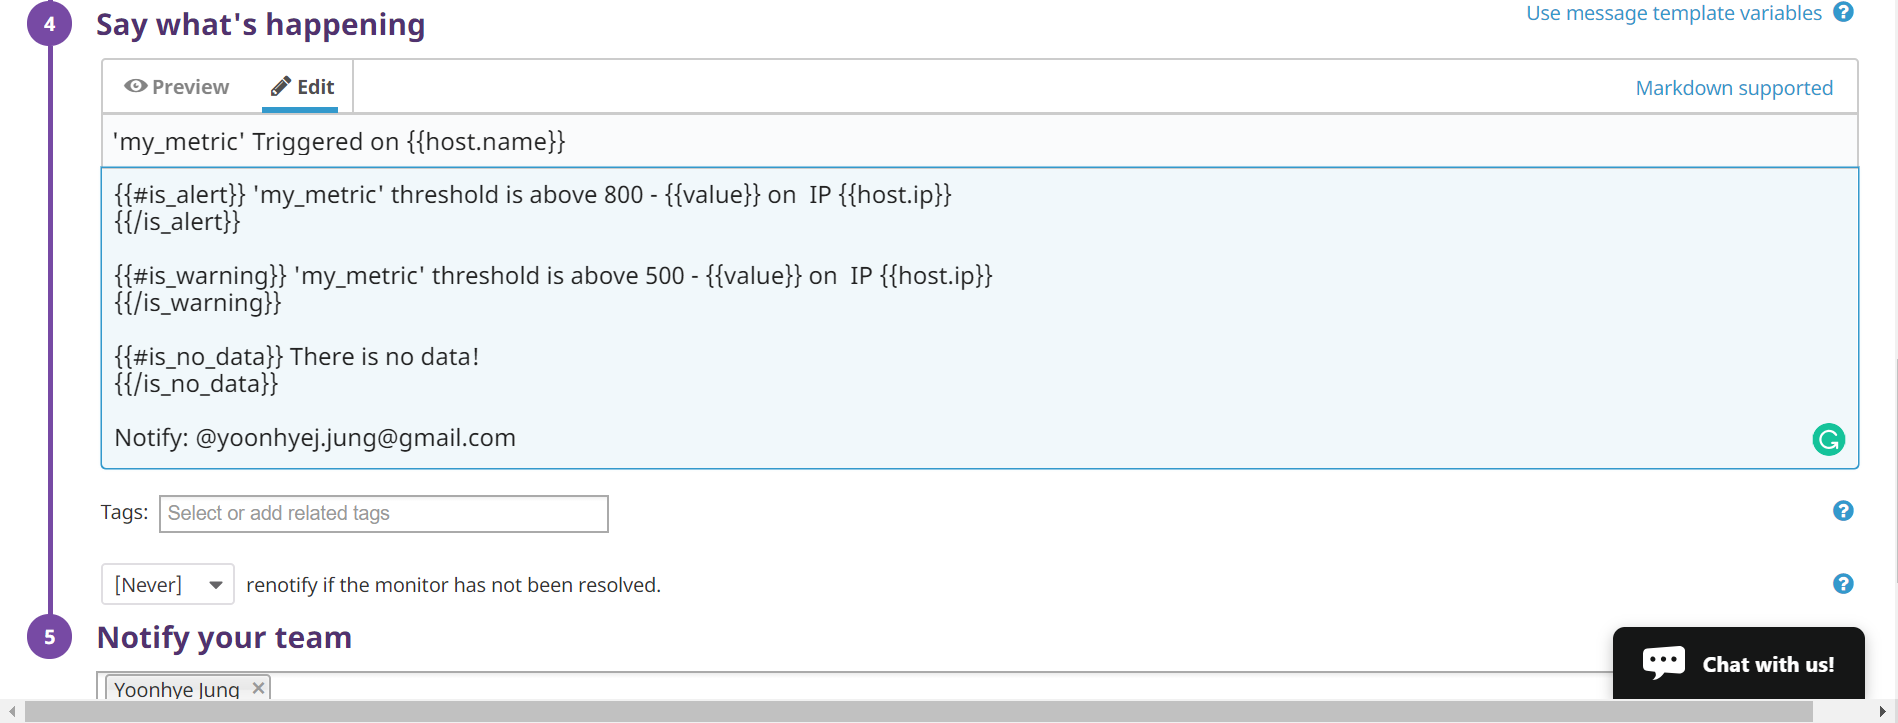 4
Say what's happening
Use message template variables ?
Preview
Edit
Markdown supported
'my_metric' Triggered on {{host.name}}
{{#is_alert}} 'my_metric' threshold is above 800 - {{value}} on  IP {{host.ip}}
{{/is_alert}}
{{#is_warning}} 'my_metric' threshold is above 500 - {{value}} on  IP {{host.ip}}
{{/is_warning}}
{{#is_no_data}} There is no data!
{{/is_no_data}}
Notify: @yoonhyej.jung@gmail.com
Tags: Select or add related tags ?
[Never] renotify if the monitor has not been resolved. ?
5
Notify your team
Yoonhye Jung ×
Chat with us!